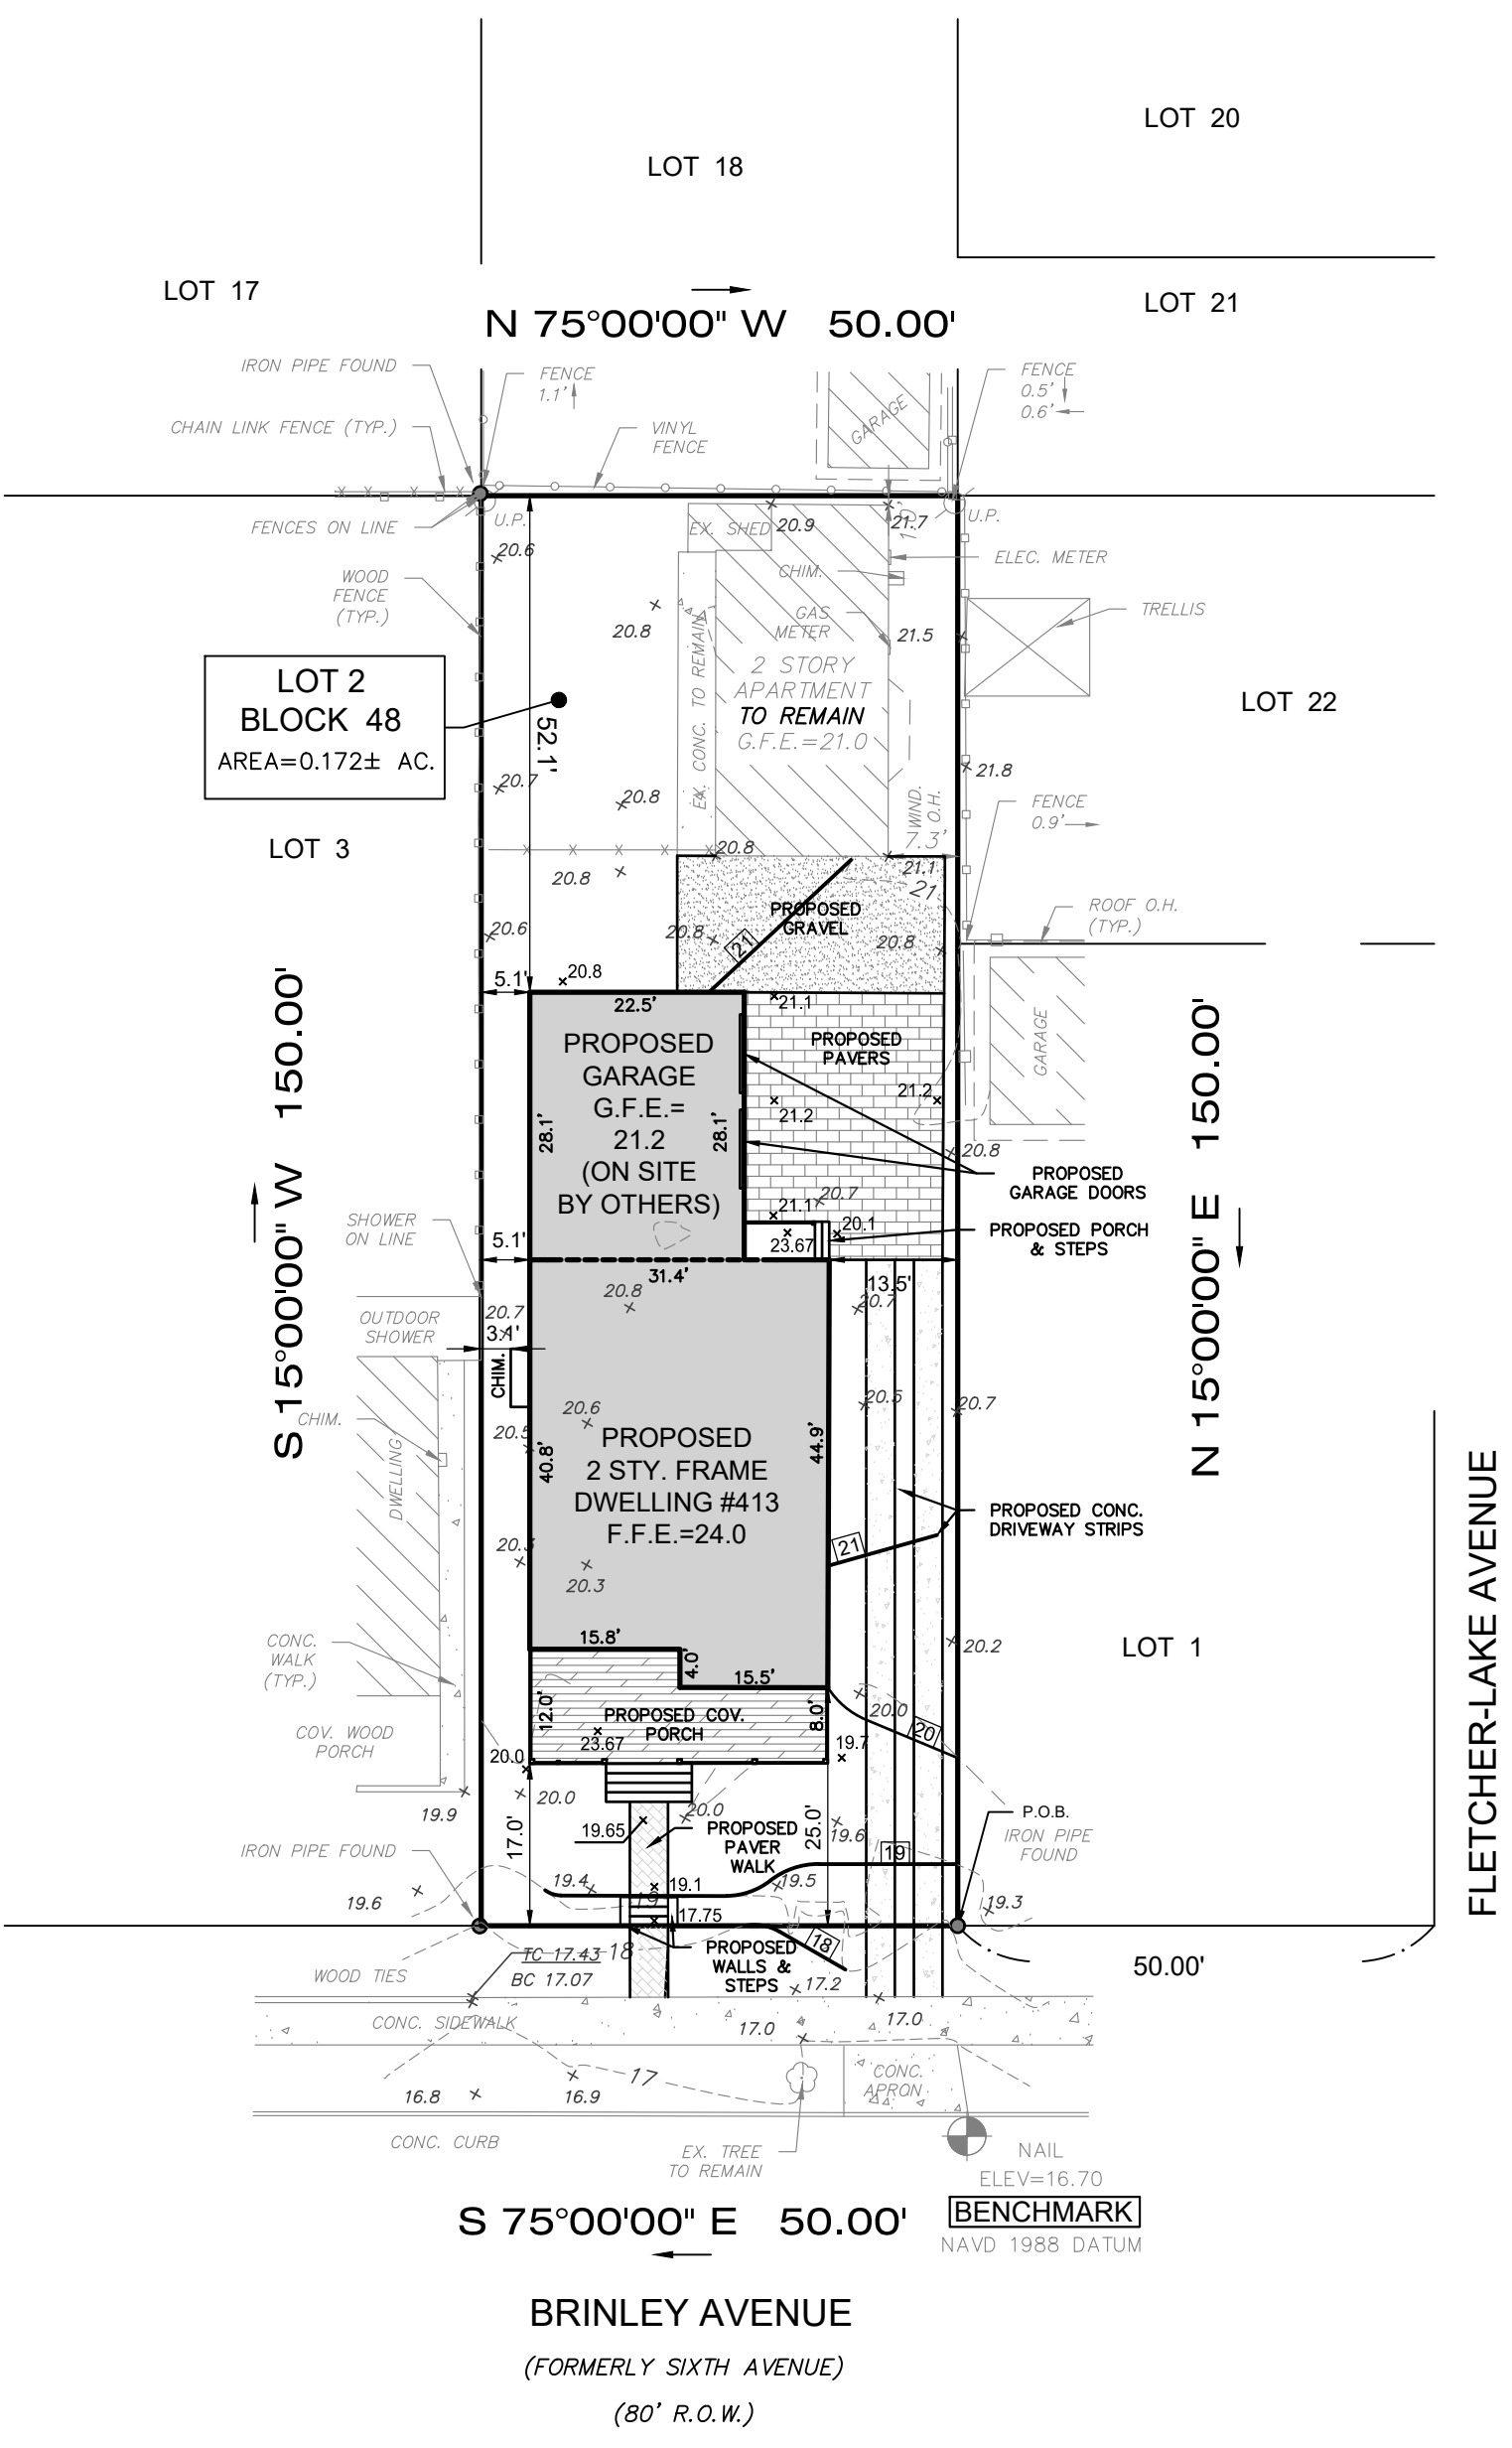 LOT 20
LOT 18
LOT 17
LOT 21
N 75°00'00" W 50.00'
IRON PIPE FOUND
FENCE
1.1'
FENCE
0.5'
0.6'
CHAIN LINK FENCE (TYP.)
VINYL
FENCE
GARAGE
FENCES ON LINE
U.P.
EX. SHED
20.9
21.7
1.0'
U.P.
20.6
ELEC. METER
CHIM.
WOOD
FENCE
(TYP.)
20.8
GAS
METER
21.5
TRELLIS
LOT 2
BLOCK 48
AREA=0.172± AC.
52.1'
EX. CONC. TO REMAIN
2 STORY
APARTMENT
TO REMAIN
G.F.E.=21.0
LOT 22
20.7
20.8
WIND.
O.H.
21.8
FENCE
0.9'
LOT 3
7.3'
20.8
20.8
21.1
21
PROPOSED
GRAVEL
ROOF O.H.
(TYP.)
20.6
20.8
21
20.8
5.1'
20.8
22.5'
21.1
PROPOSED
GARAGE
G.F.E.=
21.2
(ON SITE
BY OTHERS)
28.1'
28.1'
PROPOSED
PAVERS
GARAGE
21.2
21.2
S 15°00'00" W 150.00'
N 15°00'00" E 150.00'
20.8
PROPOSED
GARAGE DOORS
20.7
21.1
20.1
23.67
PROPOSED PORCH
& STEPS
SHOWER
ON LINE
5.1'
31.4'
13.5'
20.8
20.7
20.7
OUTDOOR
SHOWER
3.1'
CHIM.
20.6
20.5
20.7
CHIM.
20.5
DWELLING
40.8'
44.9'
PROPOSED
2 STY. FRAME
DWELLING #413
F.F.E.=24.0
PROPOSED CONC.
DRIVEWAY STRIPS
21
20.3
20.3
FLETCHER-LAKE AVENUE
CONC.
WALK
(TYP.)
15.8'
4.0'
15.5'
20.2
LOT 1
12.0'
PROPOSED COV.
PORCH
8.0'
20.0
20
COV. WOOD
PORCH
23.67
19.7
20.0
20.0
20.0
19.9
P.O.B.
IRON PIPE
FOUND
17.0'
19.65
PROPOSED
PAVER
WALK
25.0'
19.6
19
IRON PIPE FOUND
19.6
19.4
19.1
19.5
19
19.3
17.75
18
TC 17.43
BC 17.07
18
PROPOSED
WALLS &
STEPS
17.2
50.00'
WOOD TIES
CONC. SIDEWALK
17.0
17.0
17
CONC.
APRON
16.8
16.9
CONC. CURB
EX. TREE
TO REMAIN
NAIL
ELEV=16.70
BENCHMARK
NAVD 1988 DATUM
S 75°00'00" E 50.00'
BRINLEY AVENUE
(FORMERLY SIXTH AVENUE)
(80' R.O.W.)